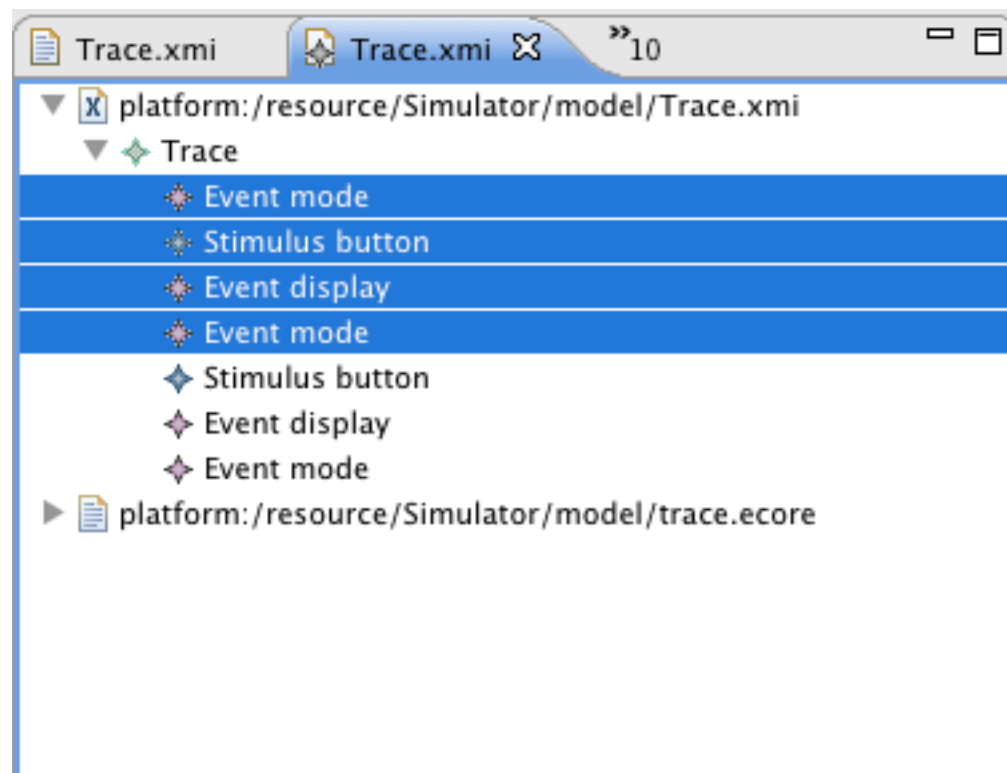 Trace.xmi Trace.xmi »10
platform:/resource/Simulator/model/Trace.xmi
Trace
Event mode
Stimulus button
Event display
Event mode
Stimulus button
Event display
Event mode
platform:/resource/Simulator/model/trace.ecore